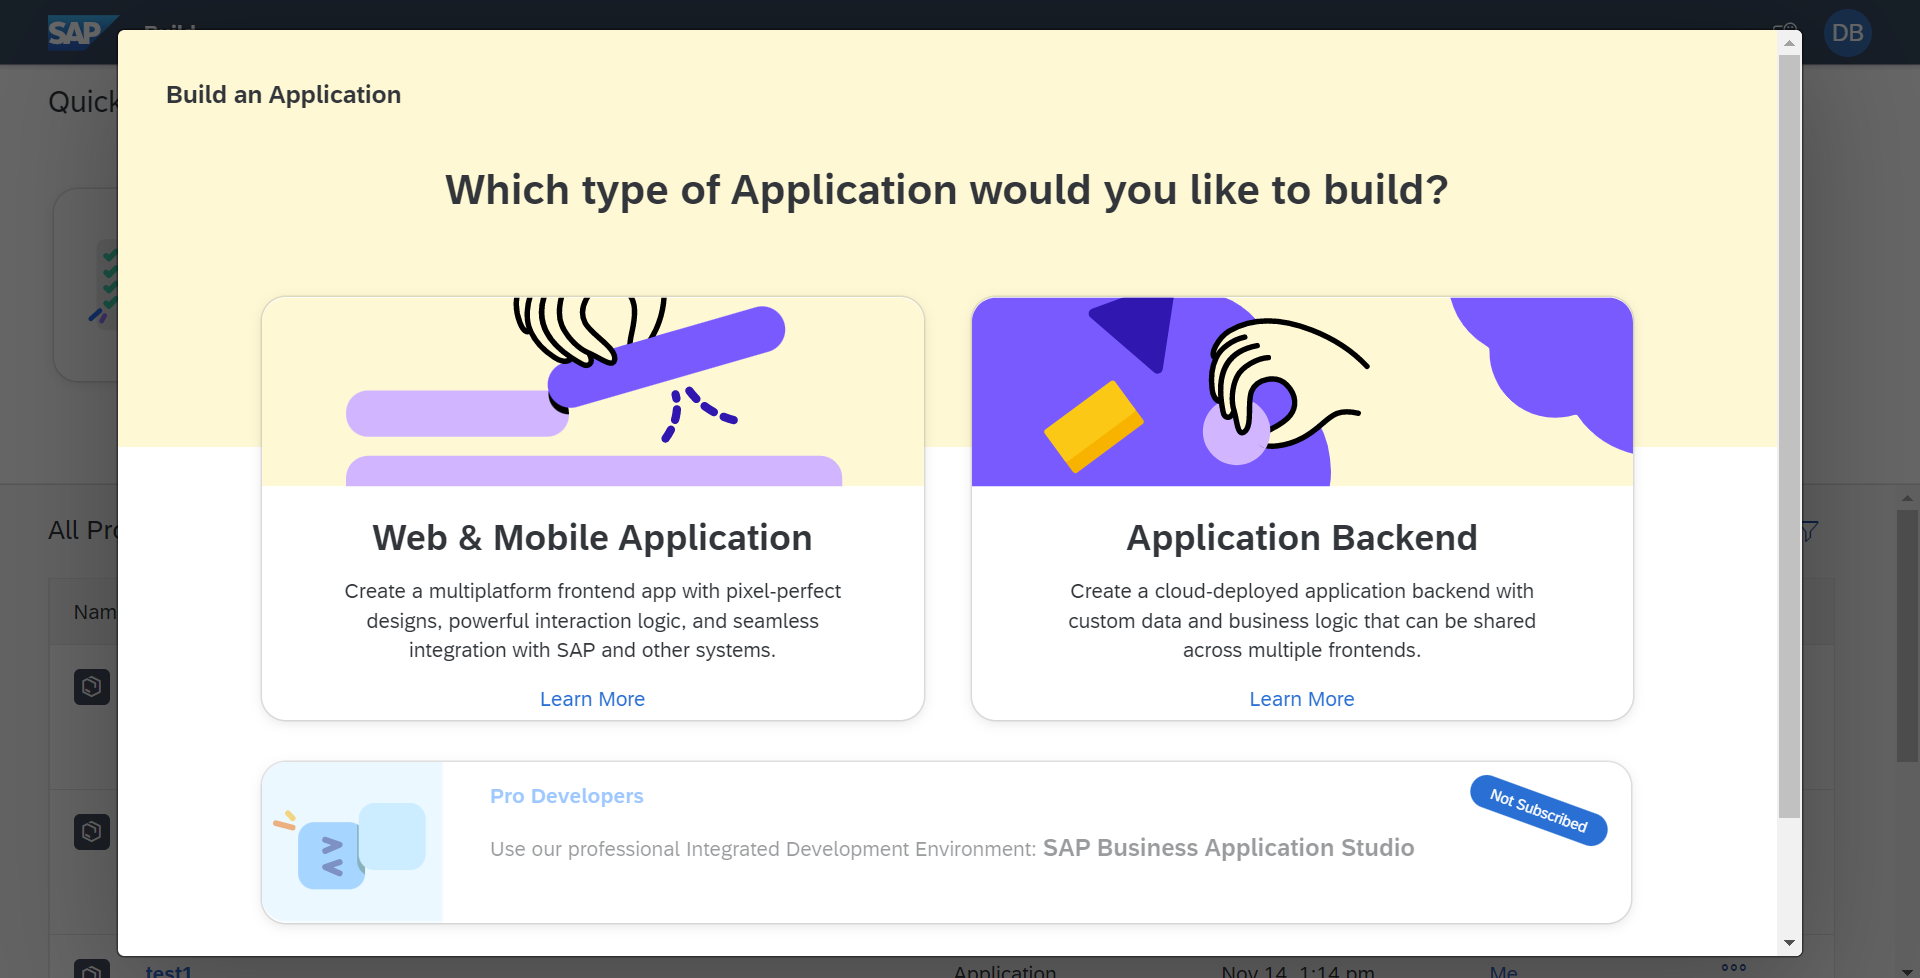 SAP
Build
DB
Quick
Build an Application
Which type of Application would you like to build?
Web & Mobile Application
Create a multiplatform frontend app with pixel-perfect
designs, powerful interaction logic, and seamless
integration with SAP and other systems.
Learn More
Application Backend
Create a cloud-deployed application backend with
custom data and business logic that can be shared
across multiple frontends.
Learn More
Pro Developers
Use our professional Integrated Development Environment: SAP Business Application Studio
Not Subscribed
All Pro
Nam
test1 Application Nov 14, 1:14 pm Me